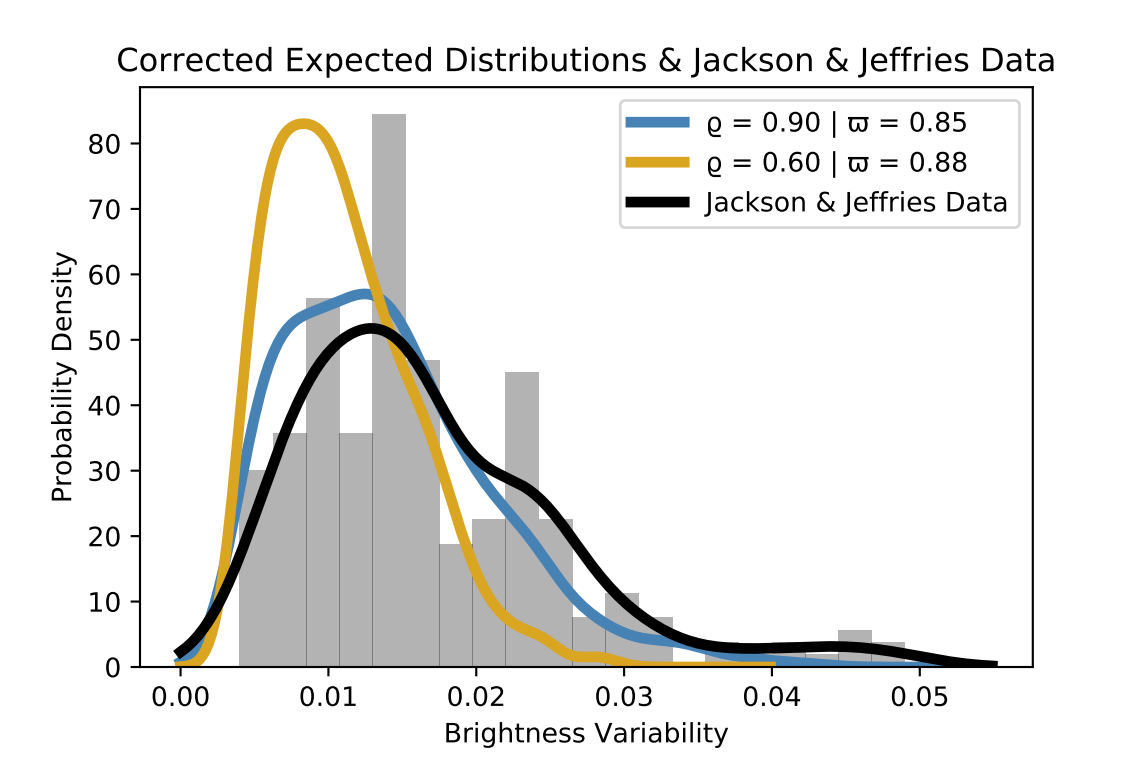 Corrected Expected Distributions & Jackson & Jeffries Data
ϱ = 0.90 | ϖ = 0.85
ϱ = 0.60 | ϖ = 0.88
Jackson & Jeffries Data
Probability Density
80
70
60
50
40
30
20
10
0
0.00 0.01 0.02 0.03 0.04 0.05
Brightness Variability